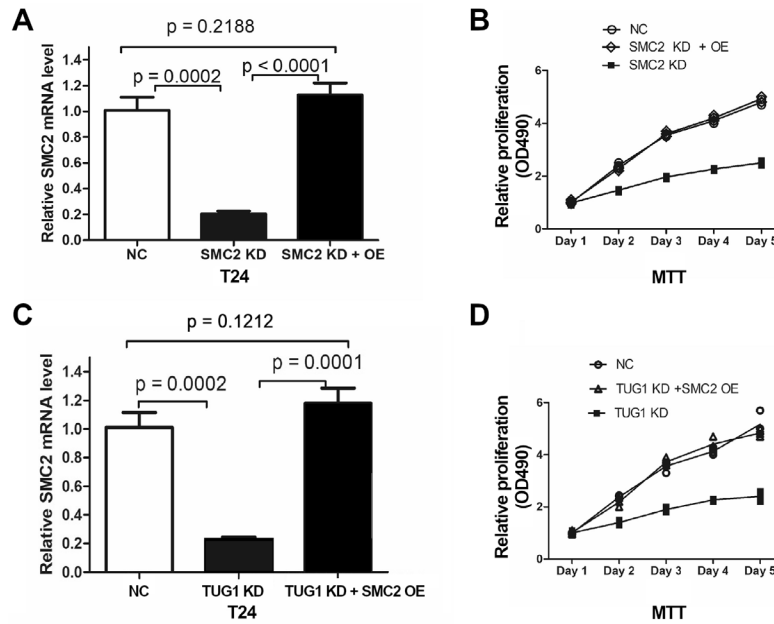 A
p = 0.2188
p = 0.0002
p < 0.0001
Relative SMC2 mRNA level
1.4
1.2
1.0
0.8
0.6
0.4
0.2
0.0
NC
SMC2 KD
SMC2 KD + OE
T24
B
NC
SMC2 KD + OE
SMC2 KD
Relative proliferation
(OD490)
6
4
2
0
Day 1
Day 2
Day 3
Day 4
Day 5
MTT
C
p = 0.1212
p = 0.0002
p = 0.0001
Relative SMC2 mRNA level
1.4
1.2
1.0
0.8
0.6
0.4
0.2
0.0
NC
TUG1 KD
TUG1 KD + SMC2 OE
T24
D
NC
TUG1 KD +SMC2 OE
TUG1 KD
Relative proliferation
(OD490)
6
4
2
0
Day 1
Day 2
Day 3
Day 4
Day 5
MTT